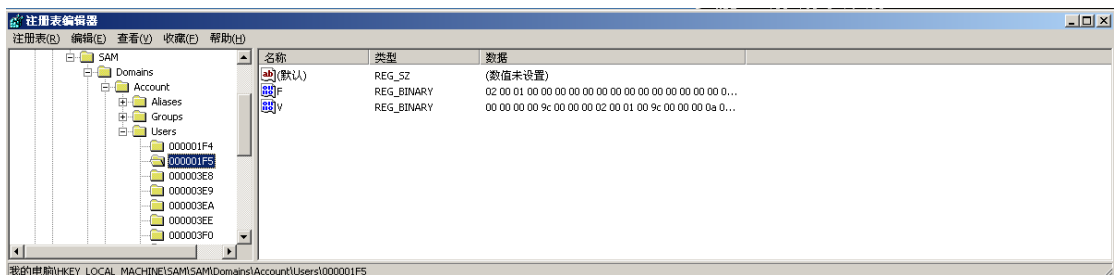 注册表编辑器
注册表(R) 编辑(E) 查看(V) 收藏(F) 帮助(H)
SAM
Domains
Account
Aliases
Groups
Users
000001F4
000001F5
000003E8
000003E9
000003EA
000003EE
000003F0
名称 类型 数据
(默认) REG_SZ (数值未设置)
F REG_BINARY 02 00 01 00 00 00 00 00 00 00 00 00 00 00 00 00 00 0...
V REG_BINARY 00 00 00 00 9c 00 00 00 02 00 01 00 9c 00 00 00 0a 0...
我的电脑\HKEY_LOCAL_MACHINE\SAM\SAM\Domains\Account\Users\000001F5